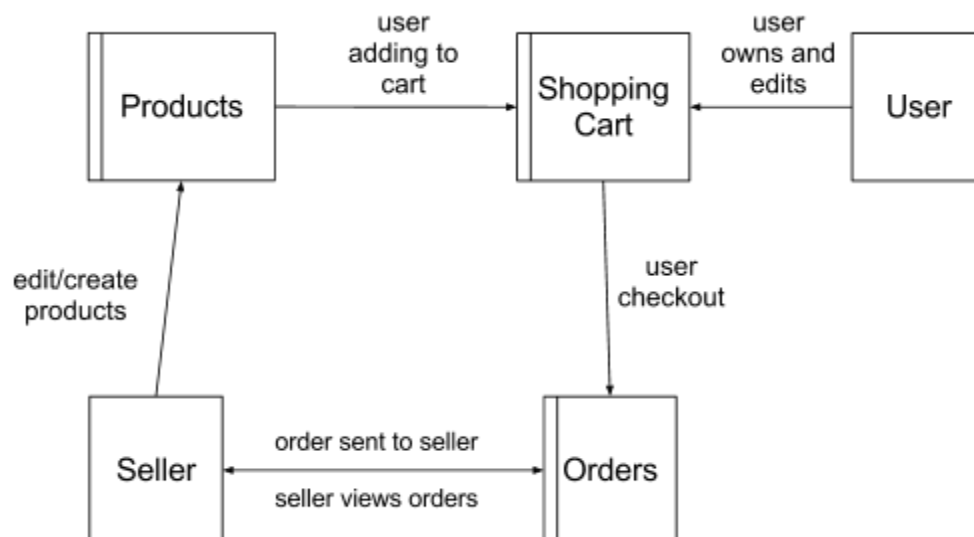 user
adding to
cart
user
owns and
edits
Products
Shopping
Cart
User
edit/create
products
user
checkout
Seller
order sent to seller
seller views orders
Orders